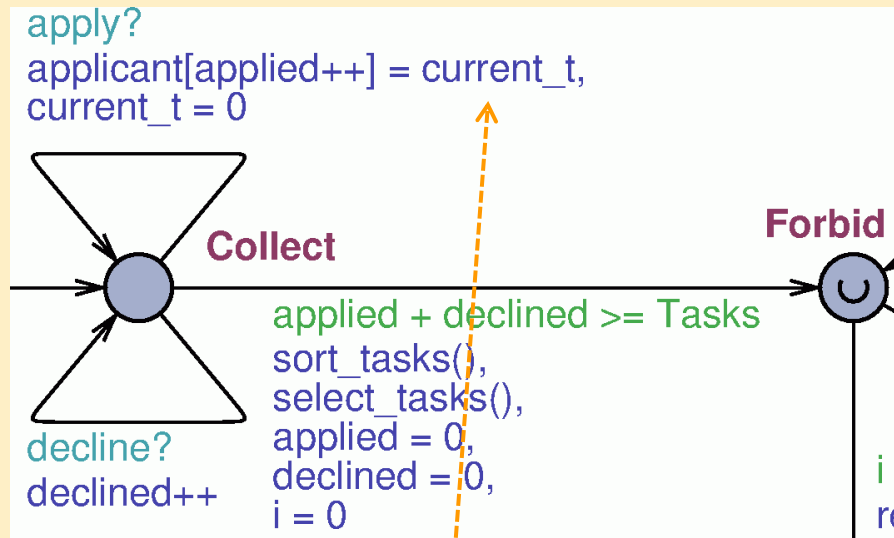 apply?
applicant[applied++] = current_t,
current_t = 0
Collect
Forbid
applied + declined >= Tasks
sort_tasks(),
select_tasks(),
applied = 0,
declined = 0,
i = 0
decline?
declined++
i
re